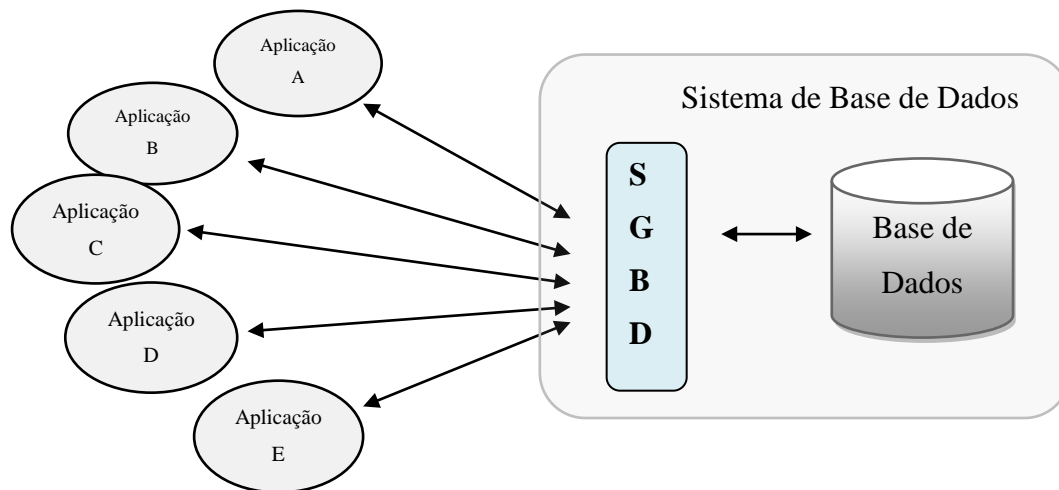 Aplicação
A
Aplicação
B
Aplicação
C
Aplicação
D
Aplicação
E
Sistema de Base de Dados
S
G
B
D
Base de
Dados